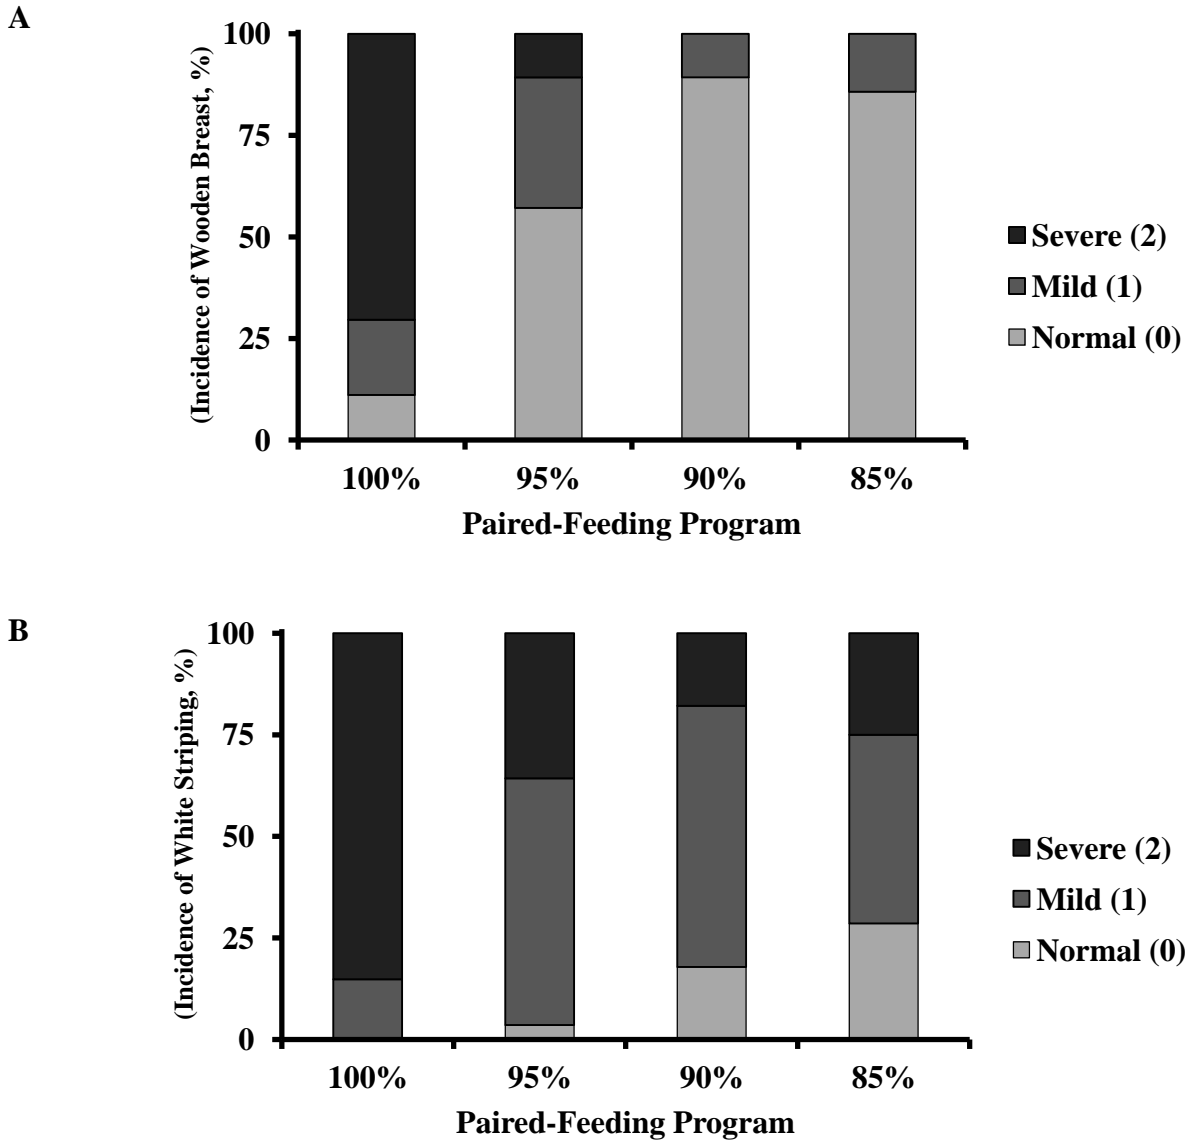 A
(Incidence of Wooden Breast, %)
100
75
50
25
0
100%
95%
90%
85%
Paired-Feeding Program
Severe (2)
Mild (1)
Normal (0)
B
(Incidence of White Striping, %)
100
75
50
25
0
100%
95%
90%
85%
Paired-Feeding Program
Severe (2)
Mild (1)
Normal (0)